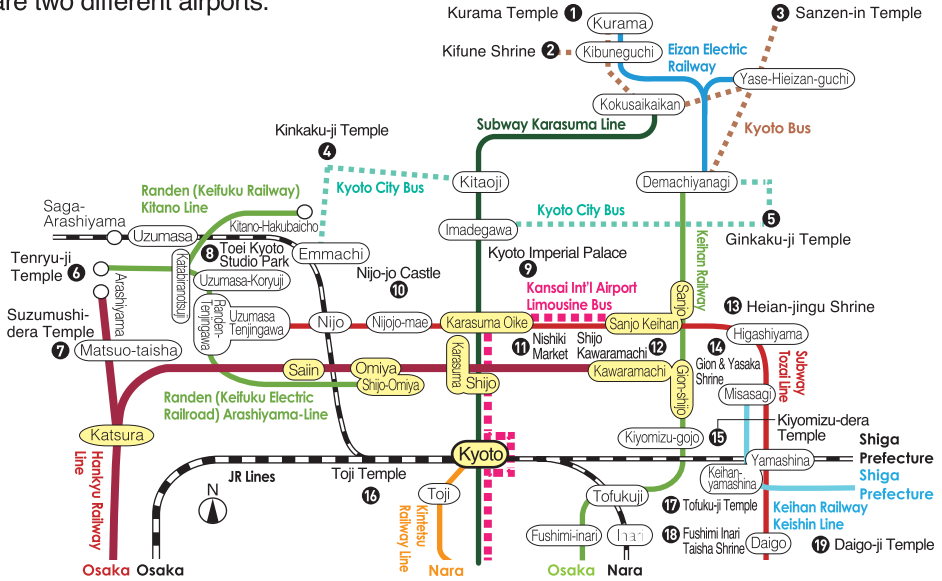 are two different airports.
Kurama Temple 1
Kurama
3 Sanzen-in Temple
Kifune Shrine 2
Kibuneguchi
Eizan Electric
Railway
Yase-Hieizan-guchi
Kokusaikaikan
Subway Karasuma Line
Kyoto Bus
Kinkaku-ji Temple
4
Kyoto City Bus
Kitaoji
Demachiyanagi
Randen (Keifuku Railway)
Kitano Line
Kitano-Hakubaicho
Imadegawa
Kyoto City Bus
5
Ginkaku-ji Temple
Saga-
Arashiyama
Uzumasa
8 Toei Kyoto
Studio Park
Emmachi
Kyoto Imperial Palace
9
Keihan Railway
Tenryu-ji
Temple 6
Arashiyama
Katabiranotsuji
Uzumasa-Koryuji
Nijo-jo Castle
10
Kansai Int'l Airport
Limousine Bus
Sanjo
13 Heian-jingu Shrine
Suzumushi-
dera Temple
7 Matsuo-taisha
Randen-
Tenjingawa
Uzumasa
Tenjingawa
Nijo
Nijojo-mae
Karasuma Oike
Sanjo Keihan
Higashiyama
11 Nishiki
Market
Shijo
Kawaramachi 12
14
Gion & Yasaka
Shrine
Subway
Tozai Line
Karasuma
Shijo
Saiin
Omiya
Shijo-Omiya
Kawaramachi
Gion-shijo
Misasagi
Randen (Keifuku Electric
Railroad) Arashiyama-Line
Katsura
Kiyomizu-gojo
15
Kiyomizu-dera
Temple
Hankyu Railway
Line
Kyoto
Shiga
Prefecture
Yamashina
Keihan-
yamashina
Shiga
Prefecture
JR Lines
N
Toji Temple
16
Toji
Kintetsu
Railway Line
Tofukuji
17 Tofuku-ji Temple
Keihan Railway
Keishin Line
Fushimi-inari
Inari
18 Fushimi Inari
Taisha Shrine
Daigo
19 Daigo-ji Temple
Osaka
Osaka
Nara
Osaka
Nara